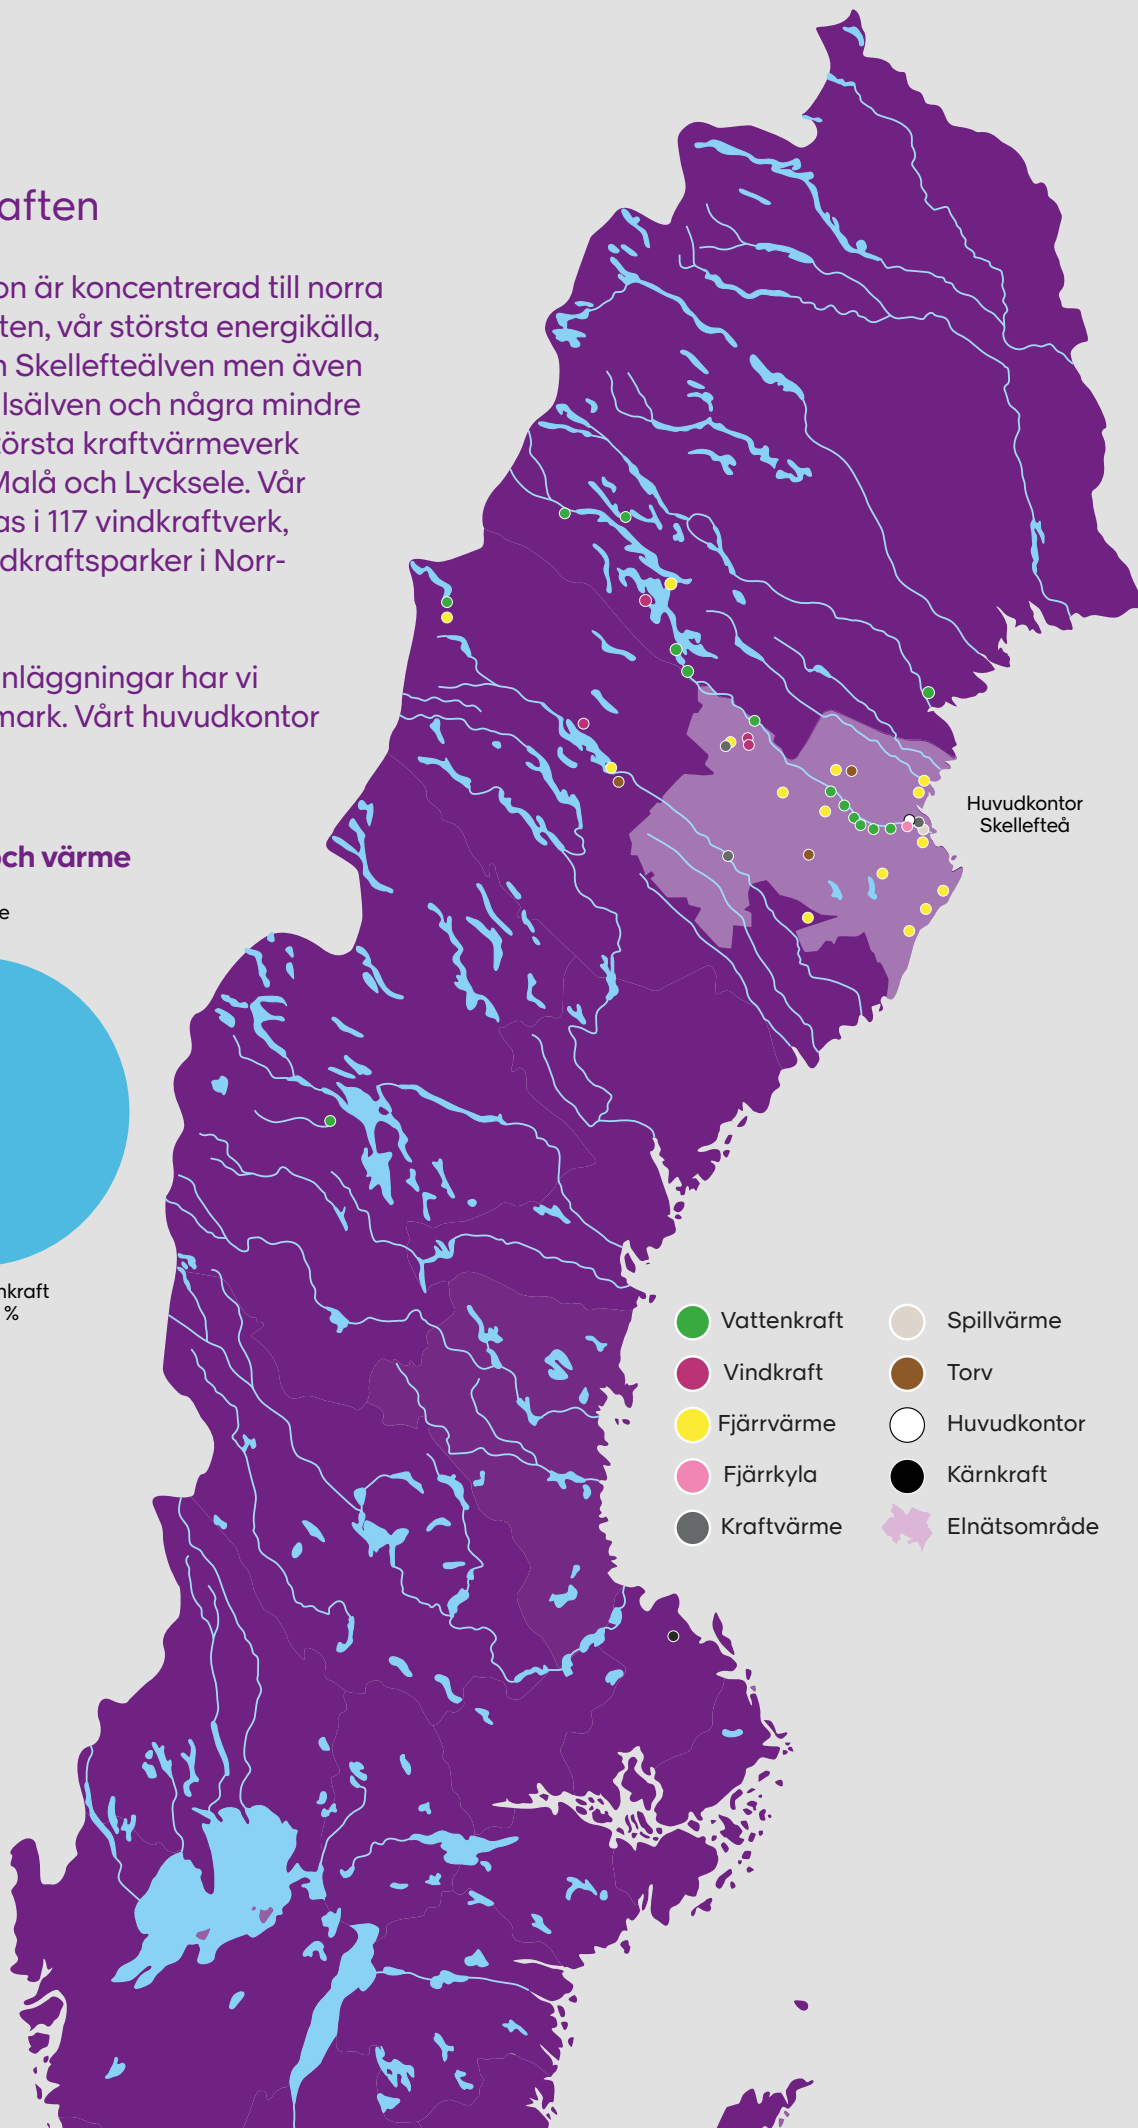 aften
on är koncentrerad till norra
ten, vår största energikälla,
n Skellefteälven men även
lsälven och några mindre
törsta kraftvärmeverk
Malå och Lycksele. Vår
as i 117 vindkraftverk,
dkraftsparker i Norr-
nläggningar har vi
mark. Vårt huvudkontor
och värme
e
nkraft
%
Huvudkontor
Skellefteå
Vattenkraft
Vindkraft
Fjärrvärme
Fjärrkyla
Kraftvärme
Spillvärme
Torv
Huvudkontor
Kärnkraft
Elnätsområde